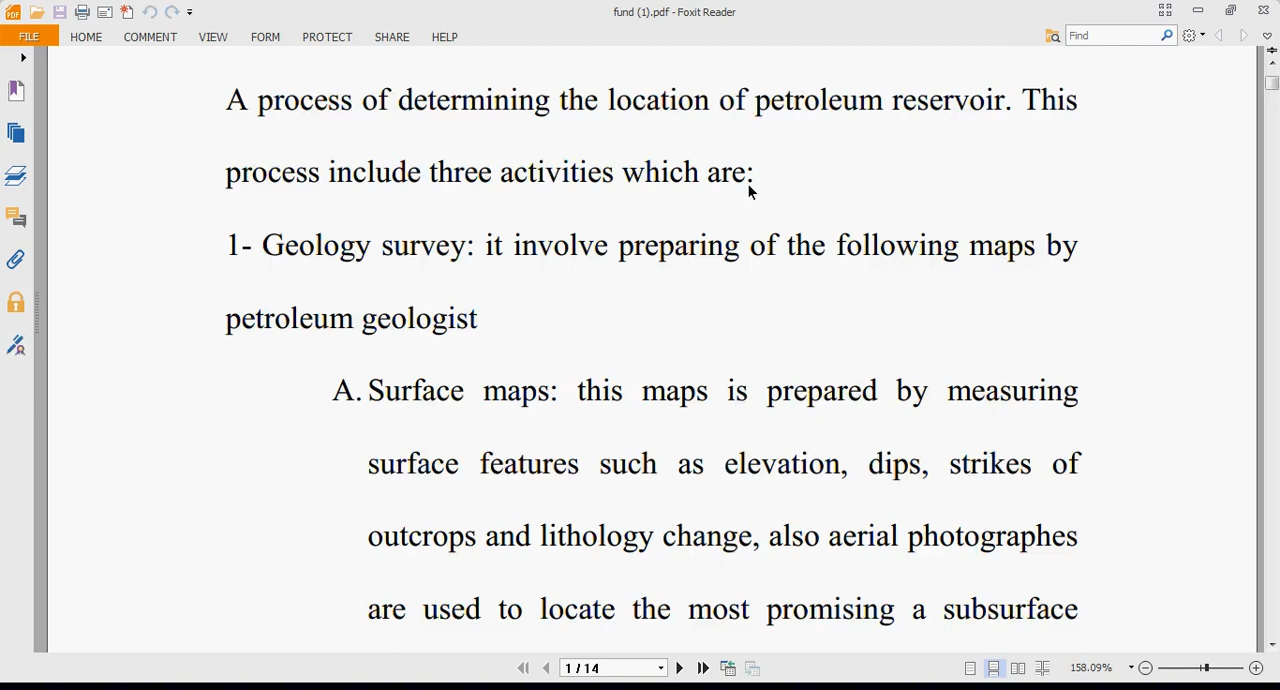 fund (1).pdf - Foxit Reader
FILE HOME COMMENT VIEW FORM PROTECT SHARE HELP Find
A process of determining the location of petroleum reservoir. This
process include three activities which are:
1- Geology survey: it involve preparing of the following maps by
petroleum geologist
A. Surface maps: this maps is prepared by measuring
surface features such as elevation, dips, strikes of
outcrops and lithology change, also aerial photographes
are used to locate the most promising a subsurface
1 / 14 158.09%